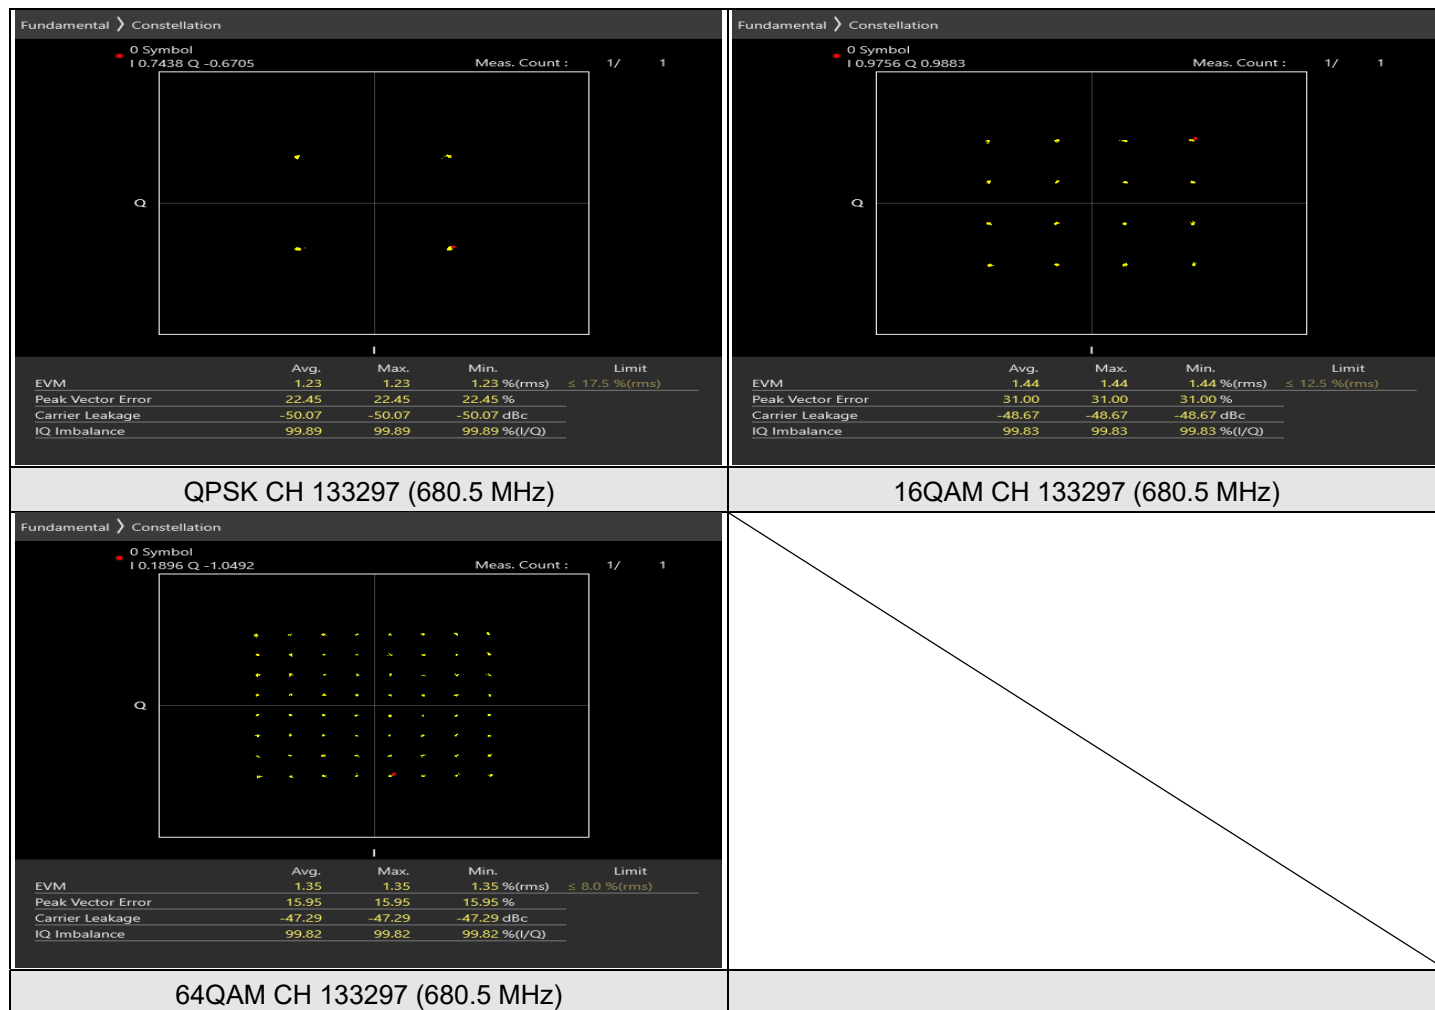 Fundamental ❯ Constellation
0 Symbol
I 0.7438 Q -0.6705 Meas. Count : 1/ 1
Q
I
Avg. Max. Min. Limit
EVM 1.23 1.23 1.23 %(rms) ≤ 17.5 %(rms)
Peak Vector Error 22.45 22.45 22.45 %
Carrier Leakage -50.07 -50.07 -50.07 dBc
IQ Imbalance 99.89 99.89 99.89 %(I/Q)
QPSK CH 133297 (680.5 MHz)
Fundamental ❯ Constellation
0 Symbol
I 0.9756 Q 0.9883 Meas. Count : 1/ 1
Q
I
Avg. Max. Min. Limit
EVM 1.44 1.44 1.44 %(rms) ≤ 12.5 %(rms)
Peak Vector Error 31.00 31.00 31.00 %
Carrier Leakage -48.67 -48.67 -48.67 dBc
IQ Imbalance 99.83 99.83 99.83 %(I/Q)
16QAM CH 133297 (680.5 MHz)
Fundamental ❯ Constellation
0 Symbol
I 0.1896 Q -1.0492 Meas. Count : 1/ 1
Q
I
Avg. Max. Min. Limit
EVM 1.35 1.35 1.35 %(rms) ≤ 8.0 %(rms)
Peak Vector Error 15.95 15.95 15.95 %
Carrier Leakage -47.29 -47.29 -47.29 dBc
IQ Imbalance 99.82 99.82 99.82 %(I/Q)
64QAM CH 133297 (680.5 MHz)